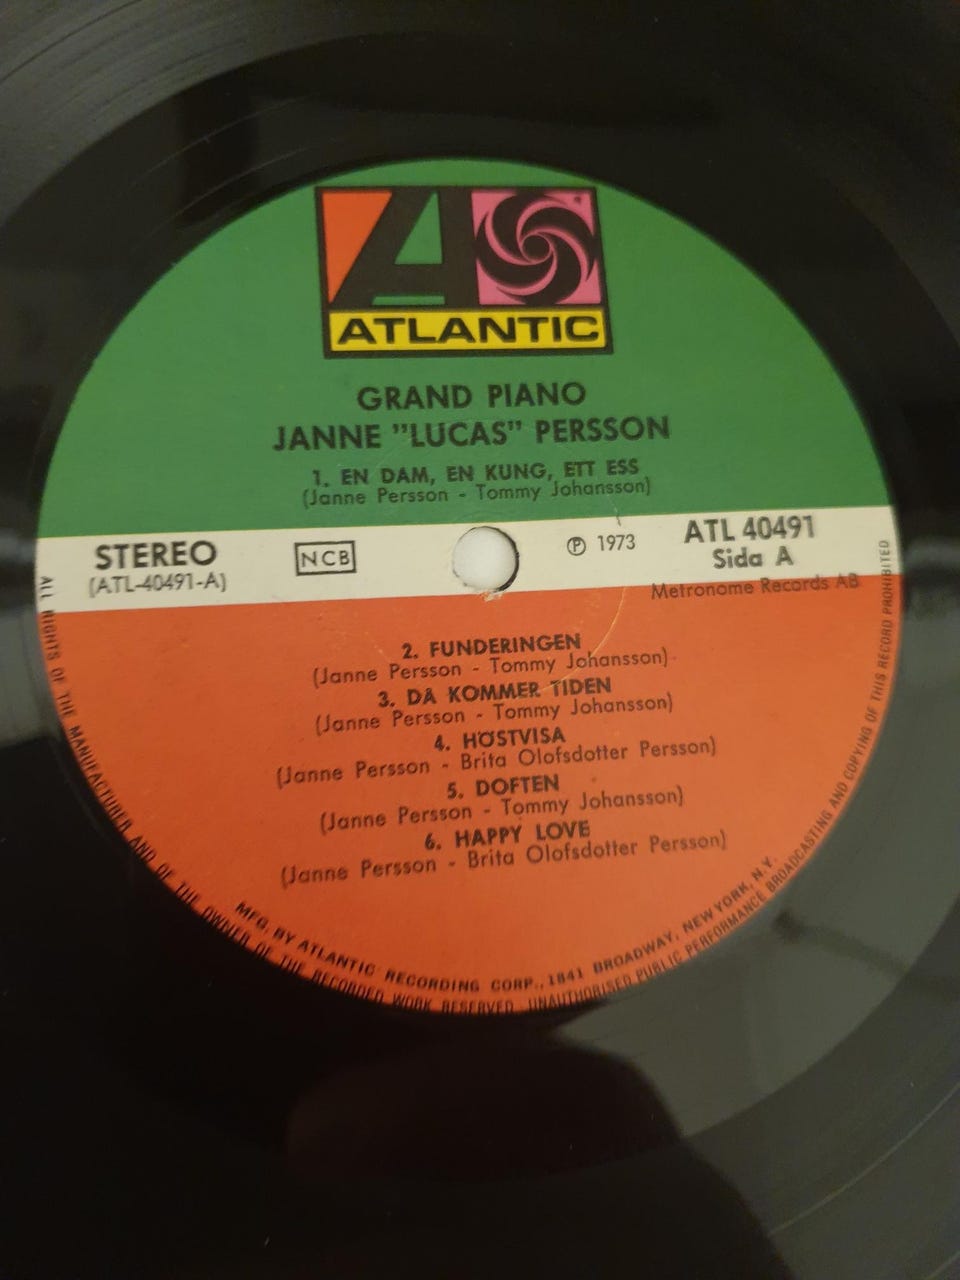 ATLANTIC
GRAND PIANO
JANNE "LUCAS" PERSSON
1. EN DAM, EN KUNG, ETT ESS
(Janne Persson - Tommy Johansson)
STEREO
(ATL-40491-A)
NCB
Ⓟ 1973
ATL 40491
Sida A
Metronome Records AB
2. FUNDERINGEN
(Janne Persson - Tommy Johansson)
3. DÅ KOMMER TIDEN
(Janne Persson - Tommy Johansson)
4. HÖSTVISA
(Janne Persson - Brita Olofsdotter Persson)
5. DOFTEN
(Janne Persson - Tommy Johansson)
6. HAPPY LOVE
(Janne Persson - Brita Olofsdotter Persson)
MFG. BY ATLANTIC RECORDING CORP., 1841 BROADWAY, NEW YORK, N.Y.
ALL RIGHTS OF THE MANUFACTURER AND OF THE OWNER OF THE RECORDED WORK RESERVED. UNAUTHORISED PUBLIC PERFORMANCE BROADCASTING AND COPYING OF THIS RECORD PROHIBITED